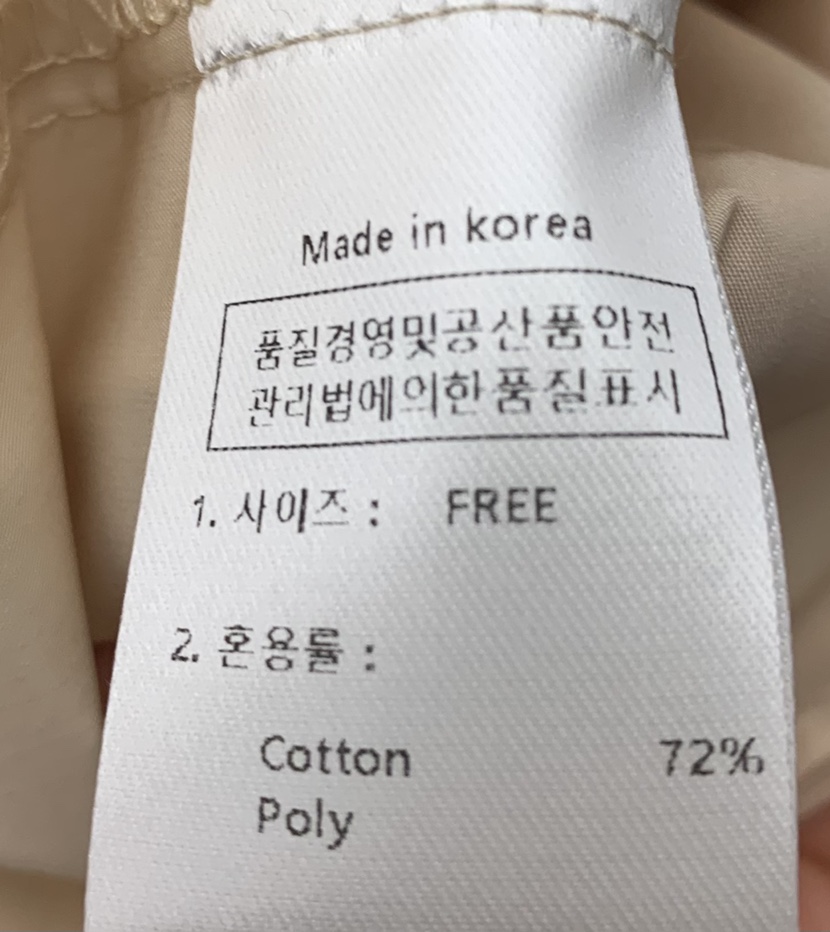 Made in korea
품질경영및공산품안전
관리법에의한품질표시
1. 사이즈 : FREE
2. 혼용률 :
Cotton 72%
Poly